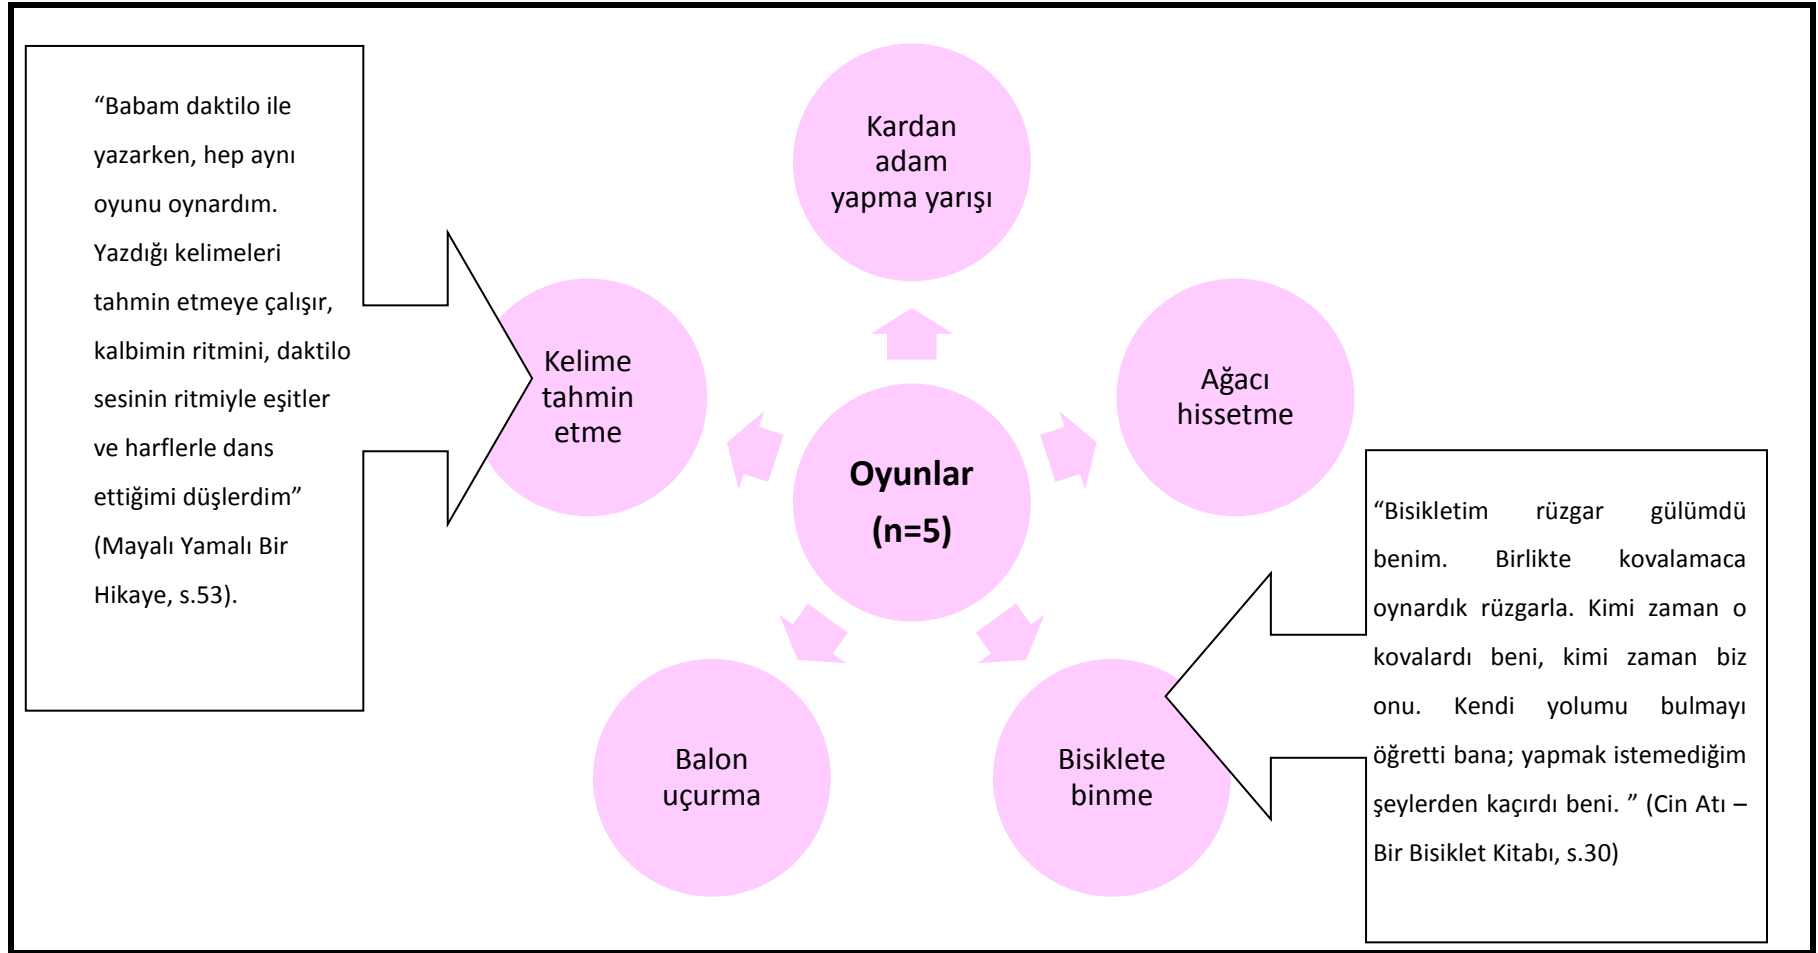 “Babam daktilo ile
yazarken, hep aynı
oyunu oynardım.
Yazdığı kelimeleri
tahmin etmeye çalışır,
kalbimin ritmini, daktilo
sesinin ritmiyle eşitler
ve harflerle dans
ettiğimi düşlerdim”
(Mayalı Yamalı Bir
Hikaye, s.53).
Kardan
adam
yapma yarışı
Kelime
tahmin
etme
Ağacı
hissetme
Oyunlar
(n=5)
Balon
uçurma
Bisiklete
binme
“Bisikletim rüzgar gülümdü
benim. Birlikte kovalamaca
oynardık rüzgarla. Kimi zaman o
kovalardı beni, kimi zaman biz
onu. Kendi yolumu bulmayı
öğretti bana; yapmak istemediğim
şeylerden kaçırdı beni. ” (Cin Atı –
Bir Bisiklet Kitabı, s.30)